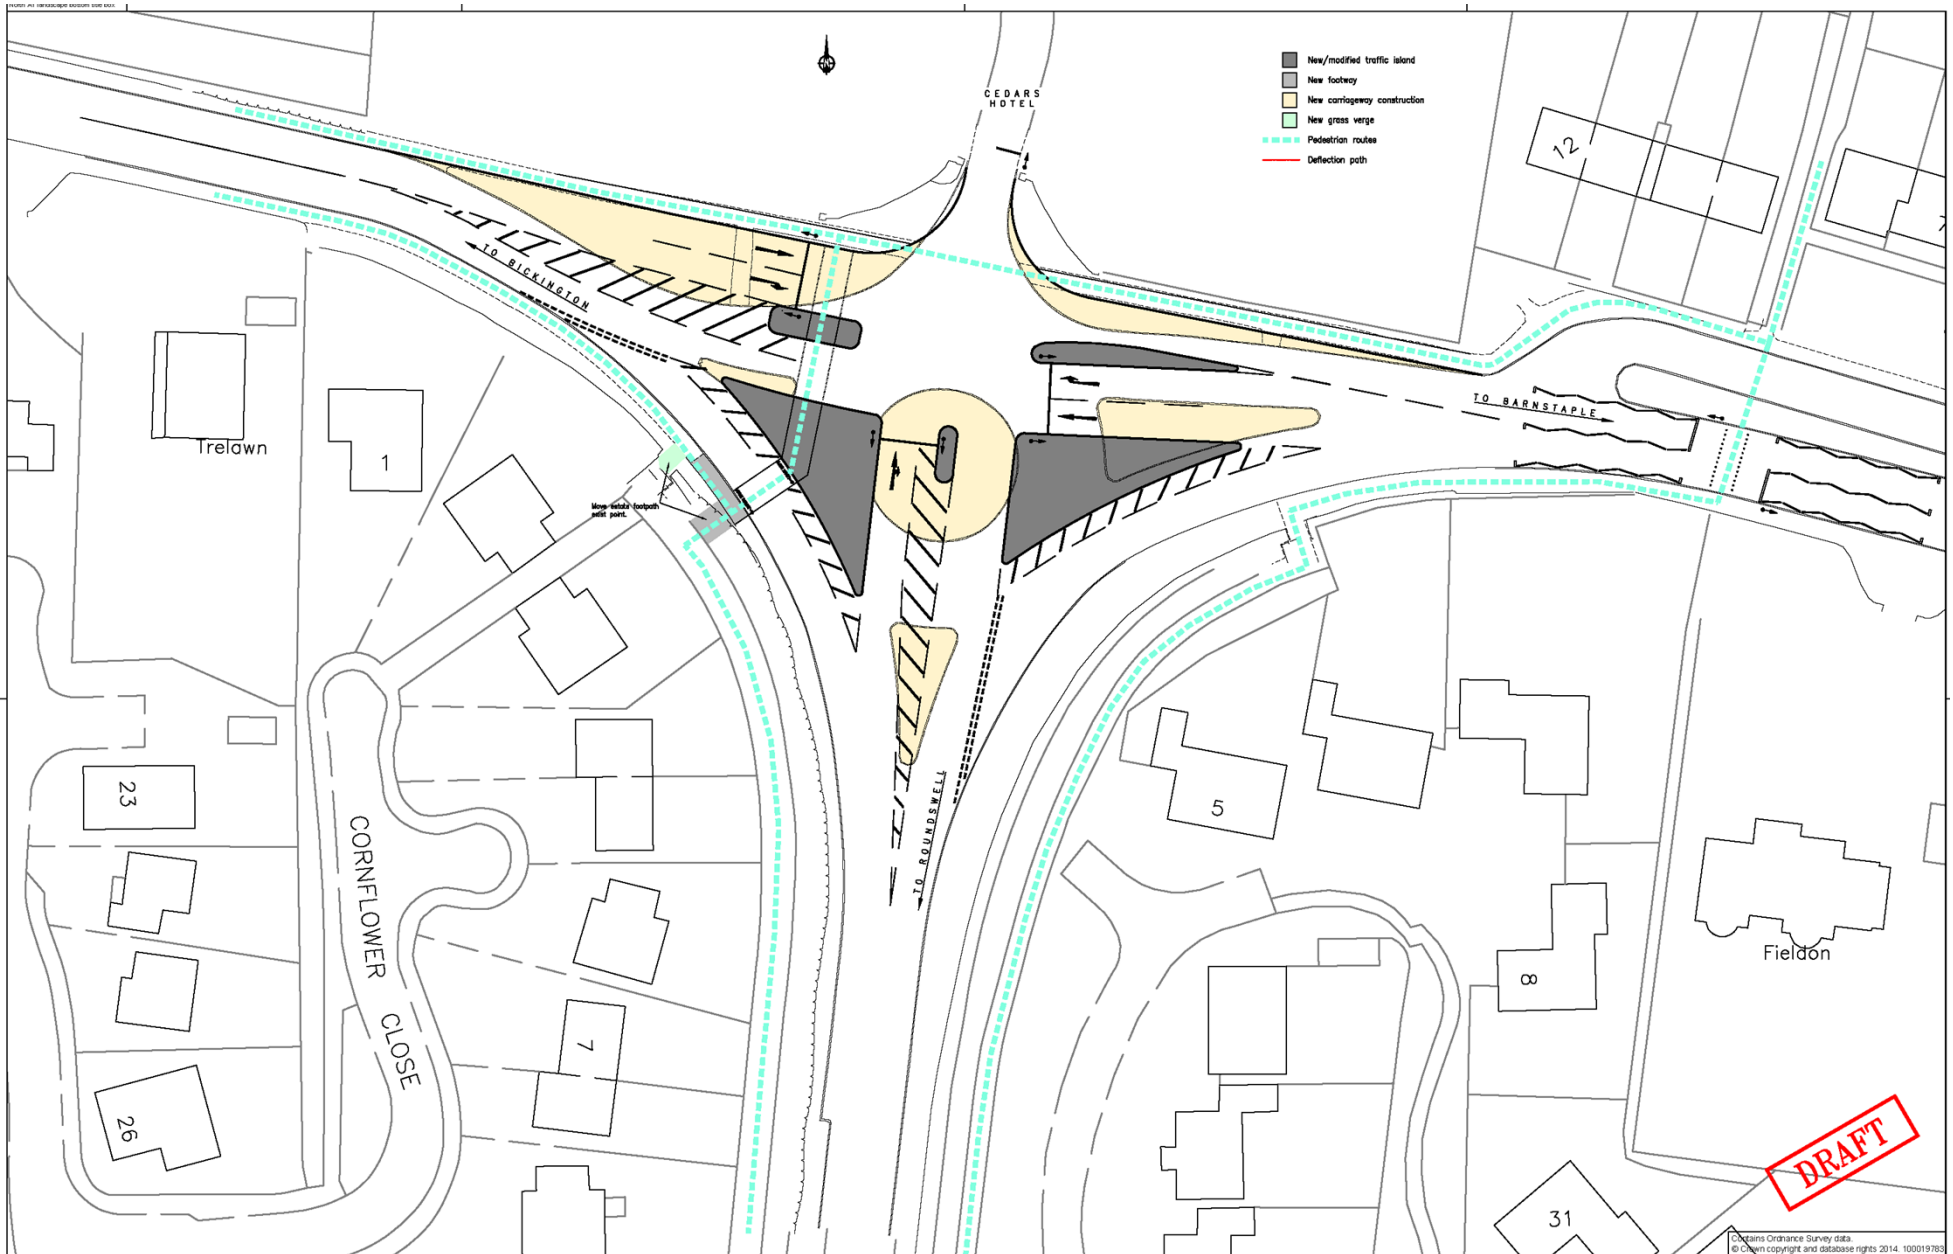 CEDARS
HOTEL
New/modified traffic island
New footway
New carriageway construction
New grass verge
Pedestrian routes
Deflection path
12
7
TO BICKINGTON
TO BARNSTAPLE
Trelawn
1
Move estate footpath
exist point.
TO ROUNDSWELL
23
5
CORNFLOWER CLOSE
Fieldon
8
7
26
31
DRAFT
Contains Ordnance Survey data.
© Crown copyright and database rights 2014. 100019783